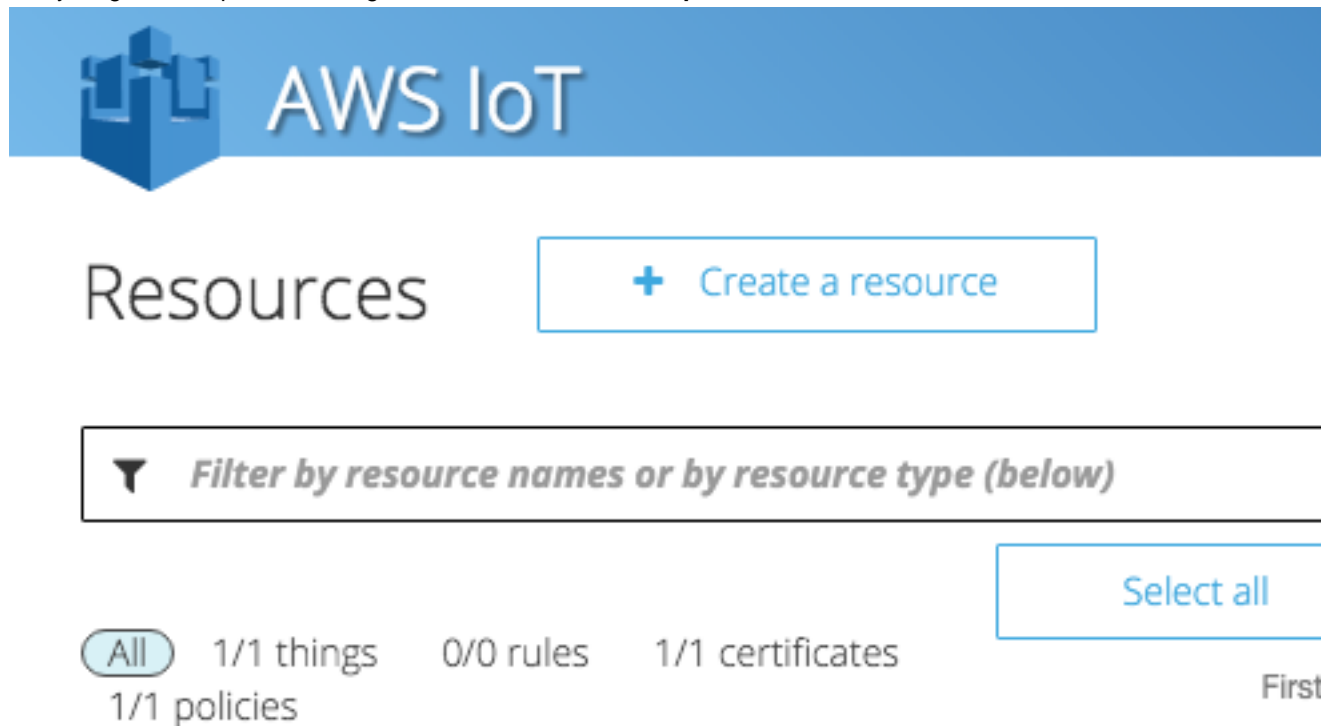 AWS IoT
Resources
+ Create a resource
Filter by resource names or by resource type (below)
Select all
All 1/1 things 0/0 rules 1/1 certificates
1/1 policies
First